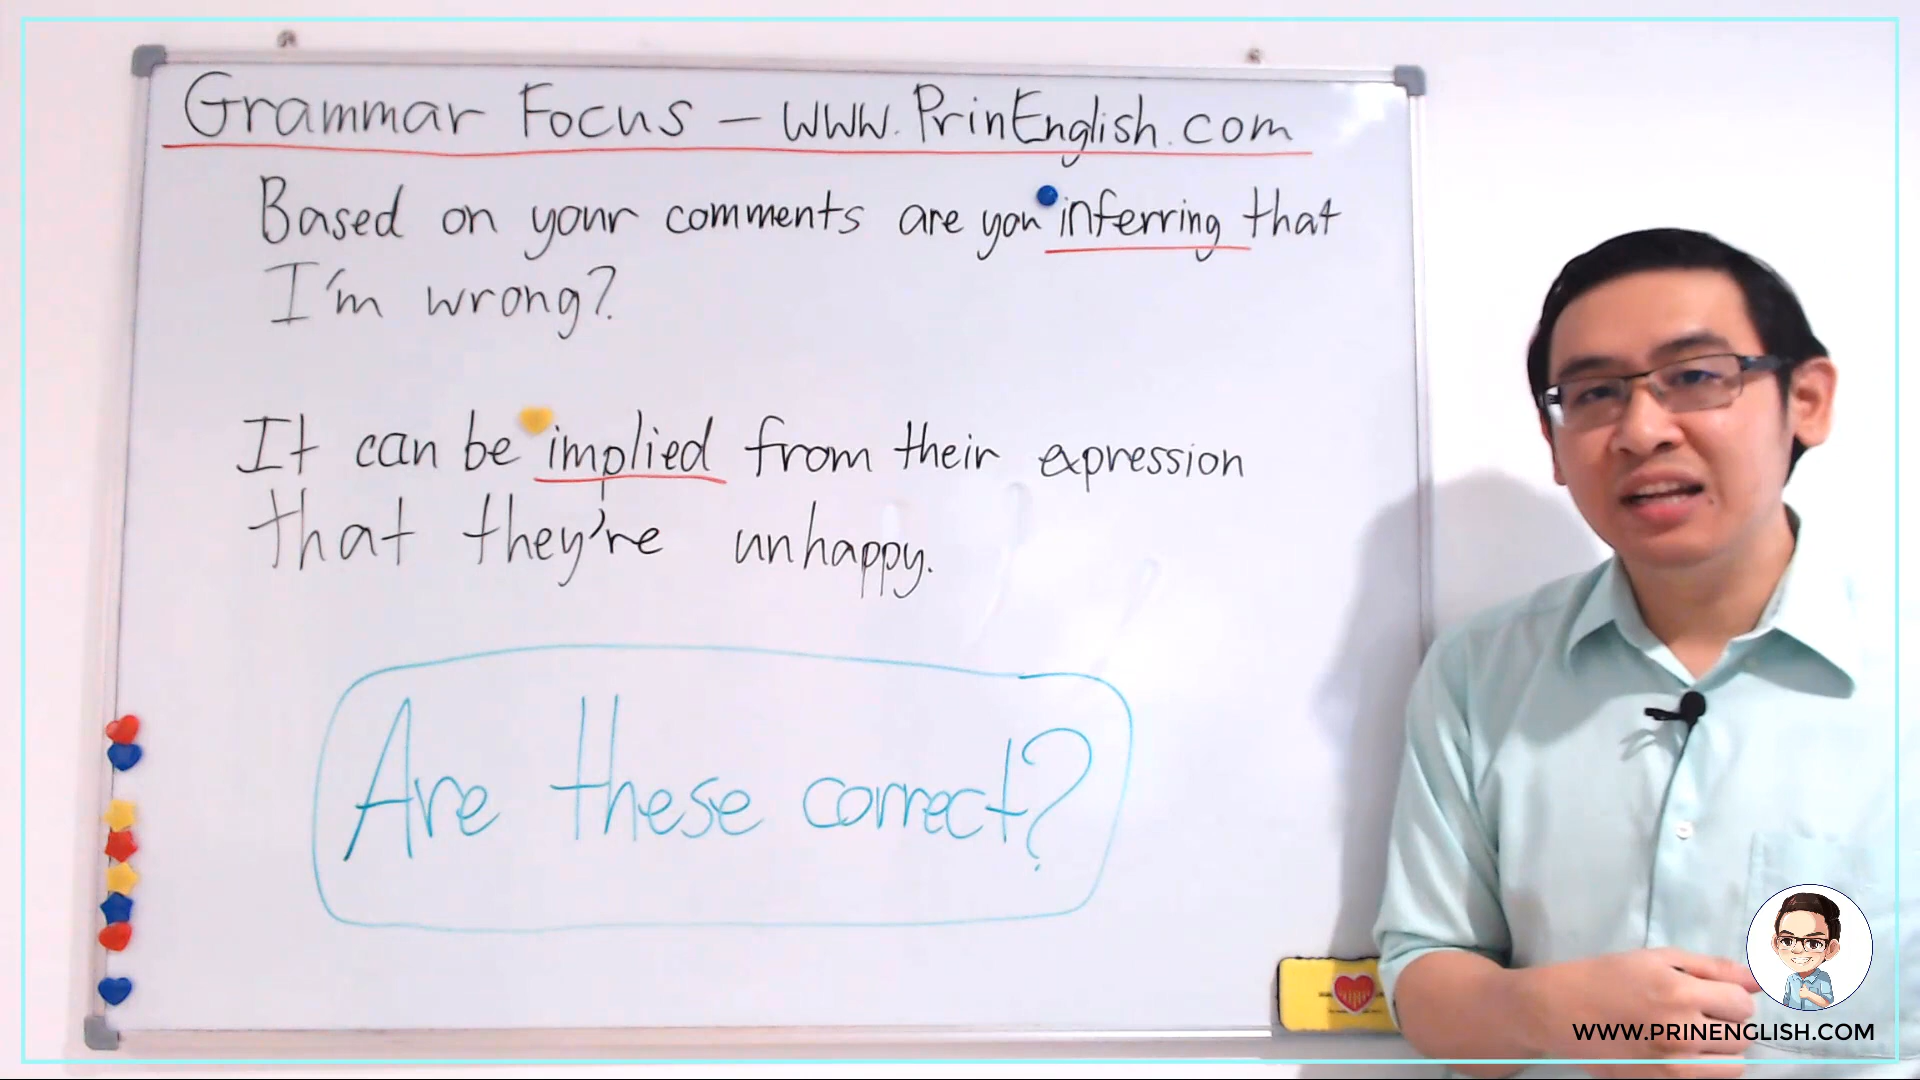 Grammar Focus – www.PrinEnglish.com
Based on your comments are you inferring that
I'm wrong?
It can be implied from their expression
that they're unhappy.
Are these correct?
WWW.PRINENGLISH.COM